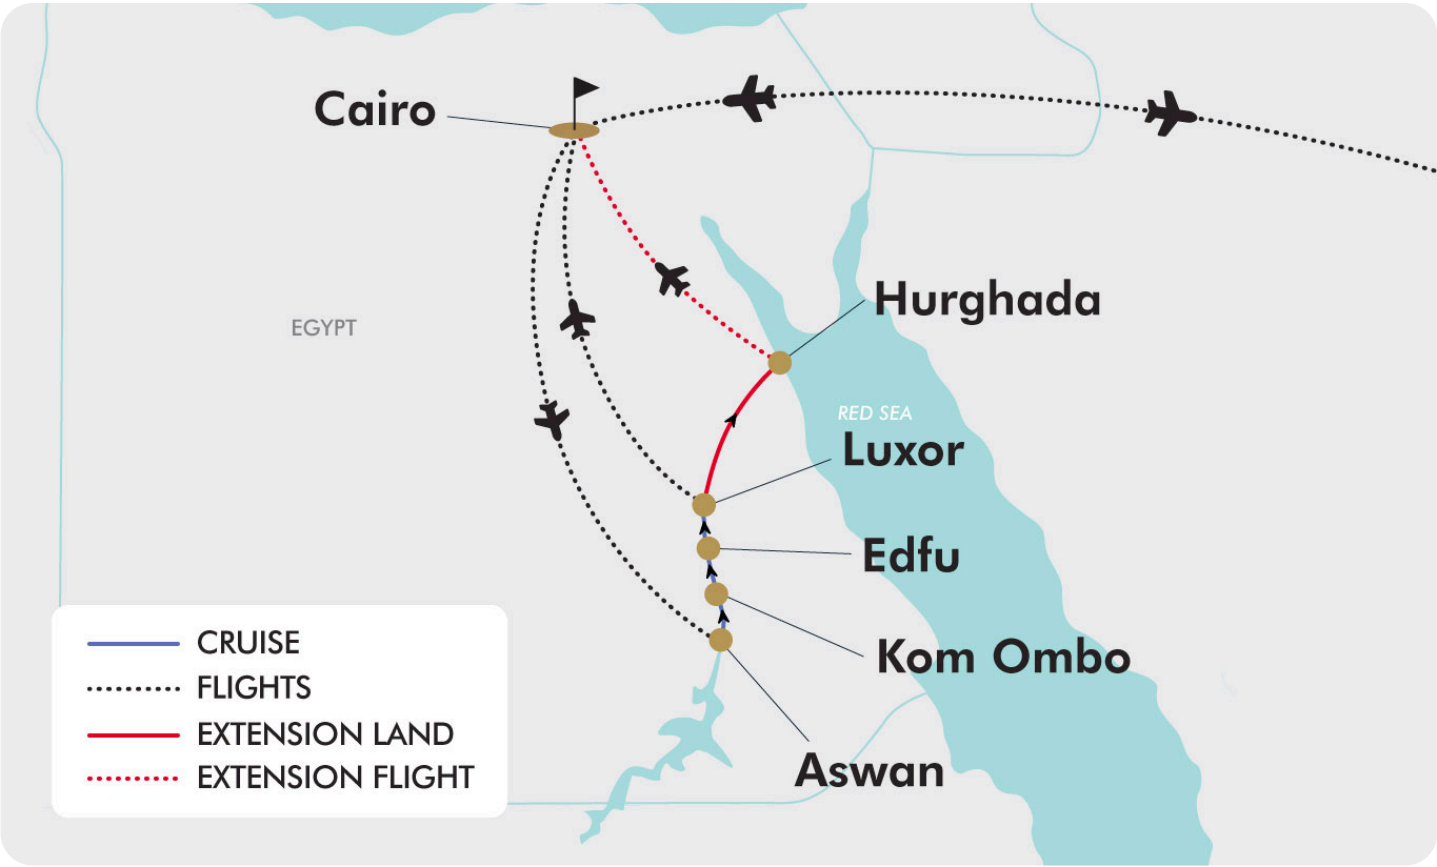 Cairo
Hurghada
EGYPT
RED SEA
Luxor
Edfu
Kom Ombo
Aswan
CRUISE
FLIGHTS
EXTENSION LAND
EXTENSION FLIGHT